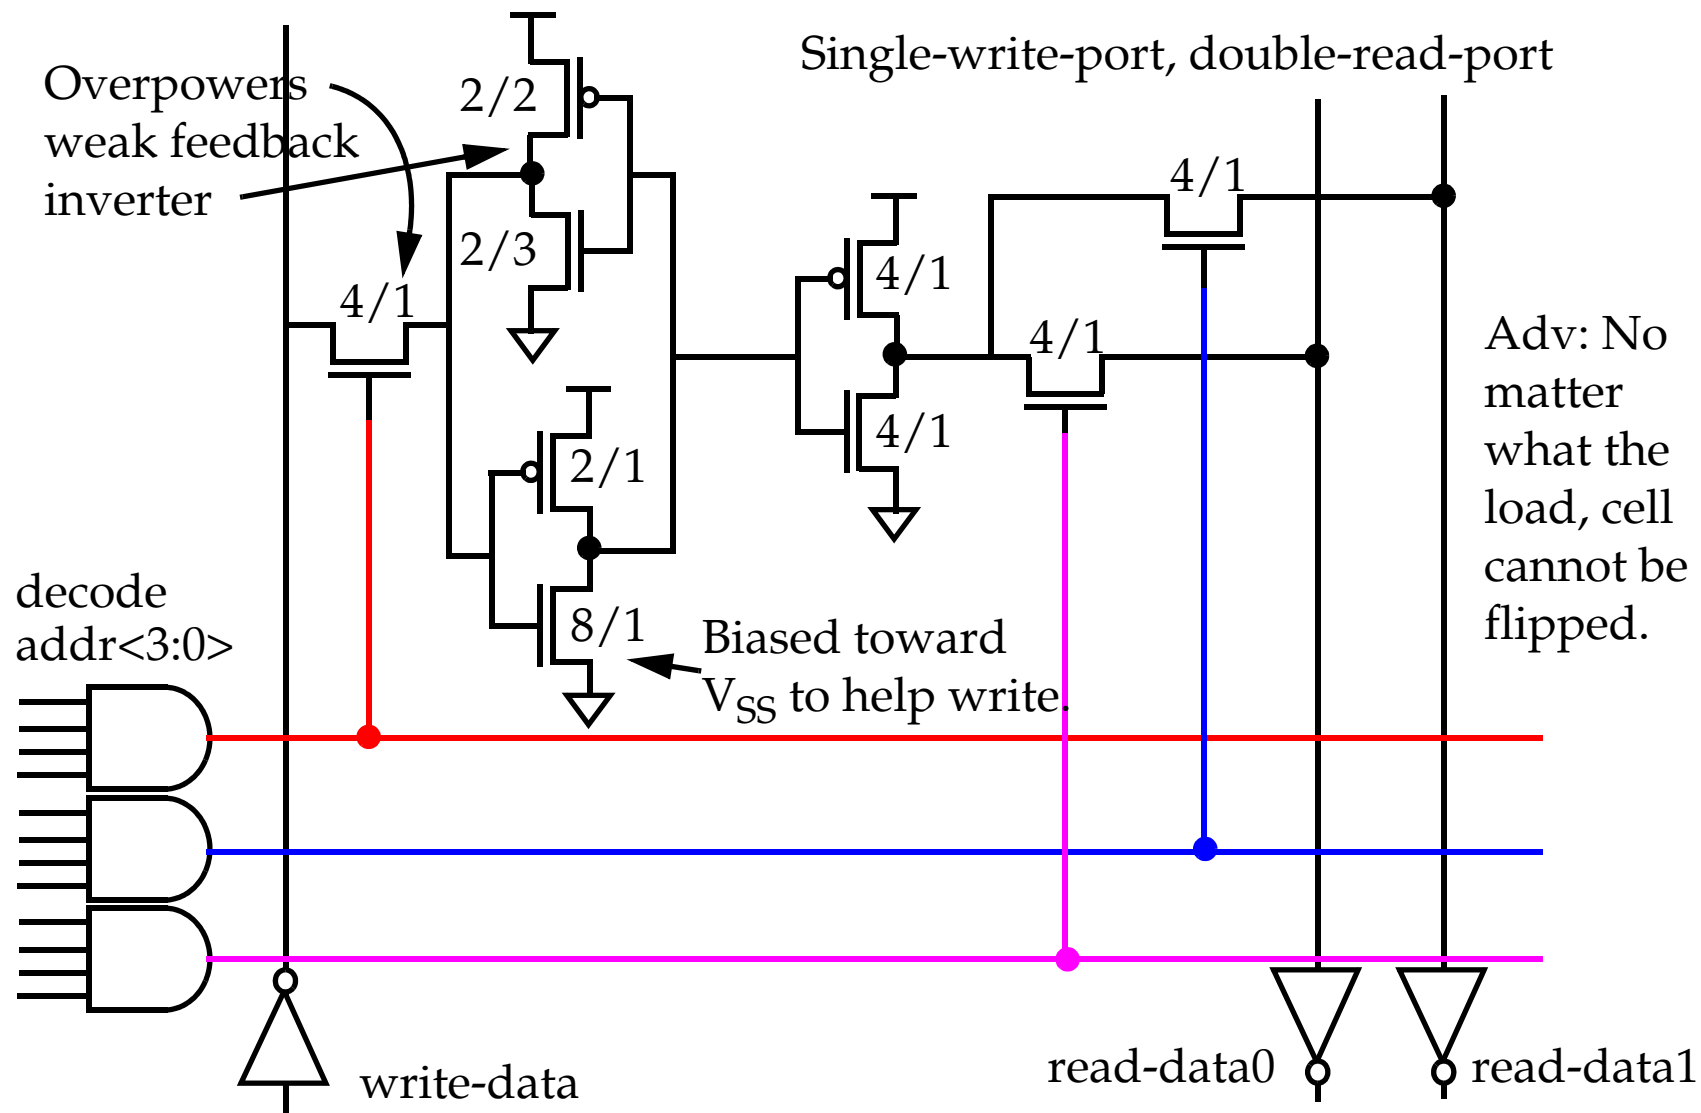 Single-write-port, double-read-port
Overpowers
weak feedback
inverter
2/2
2/3
4/1
2/1
8/1
4/1
4/1
4/1
4/1
Adv: No
matter
what the
load, cell
cannot be
flipped.
Biased toward
VSS to help write.
decode
addr<3:0>
write-data
read-data0
read-data1